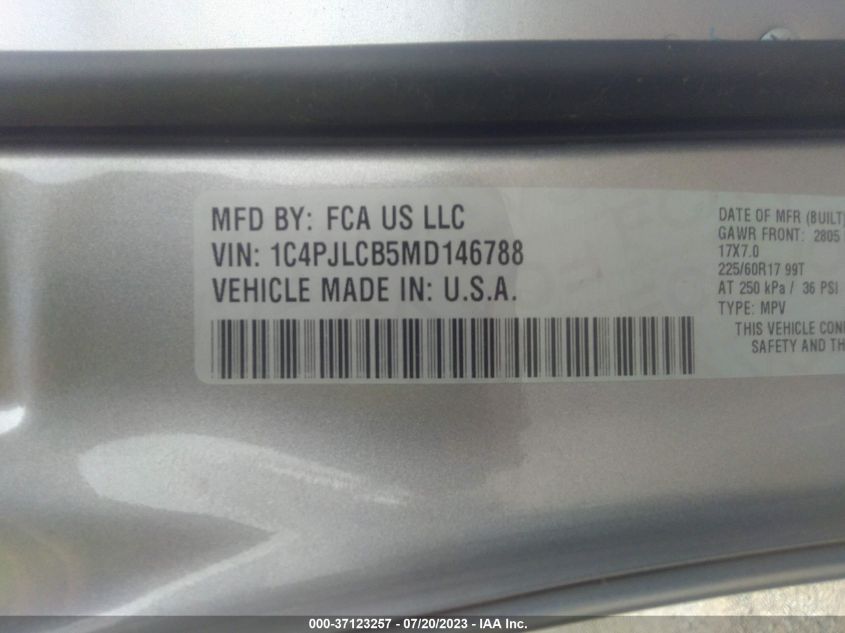 MFD BY: FCA US LLC
VIN: 1C4PJLCB5MD146788
VEHICLE MADE IN: U.S.A.
DATE OF MFR (BUILT)
GAWR FRONT: 2805
17X7.0
225/60R17 99T
AT 250 kPa / 36 PSI
TYPE: MPV
THIS VEHICLE CON
SAFETY AND TH
000-37123257 - 07/20/2023 - IAA Inc.